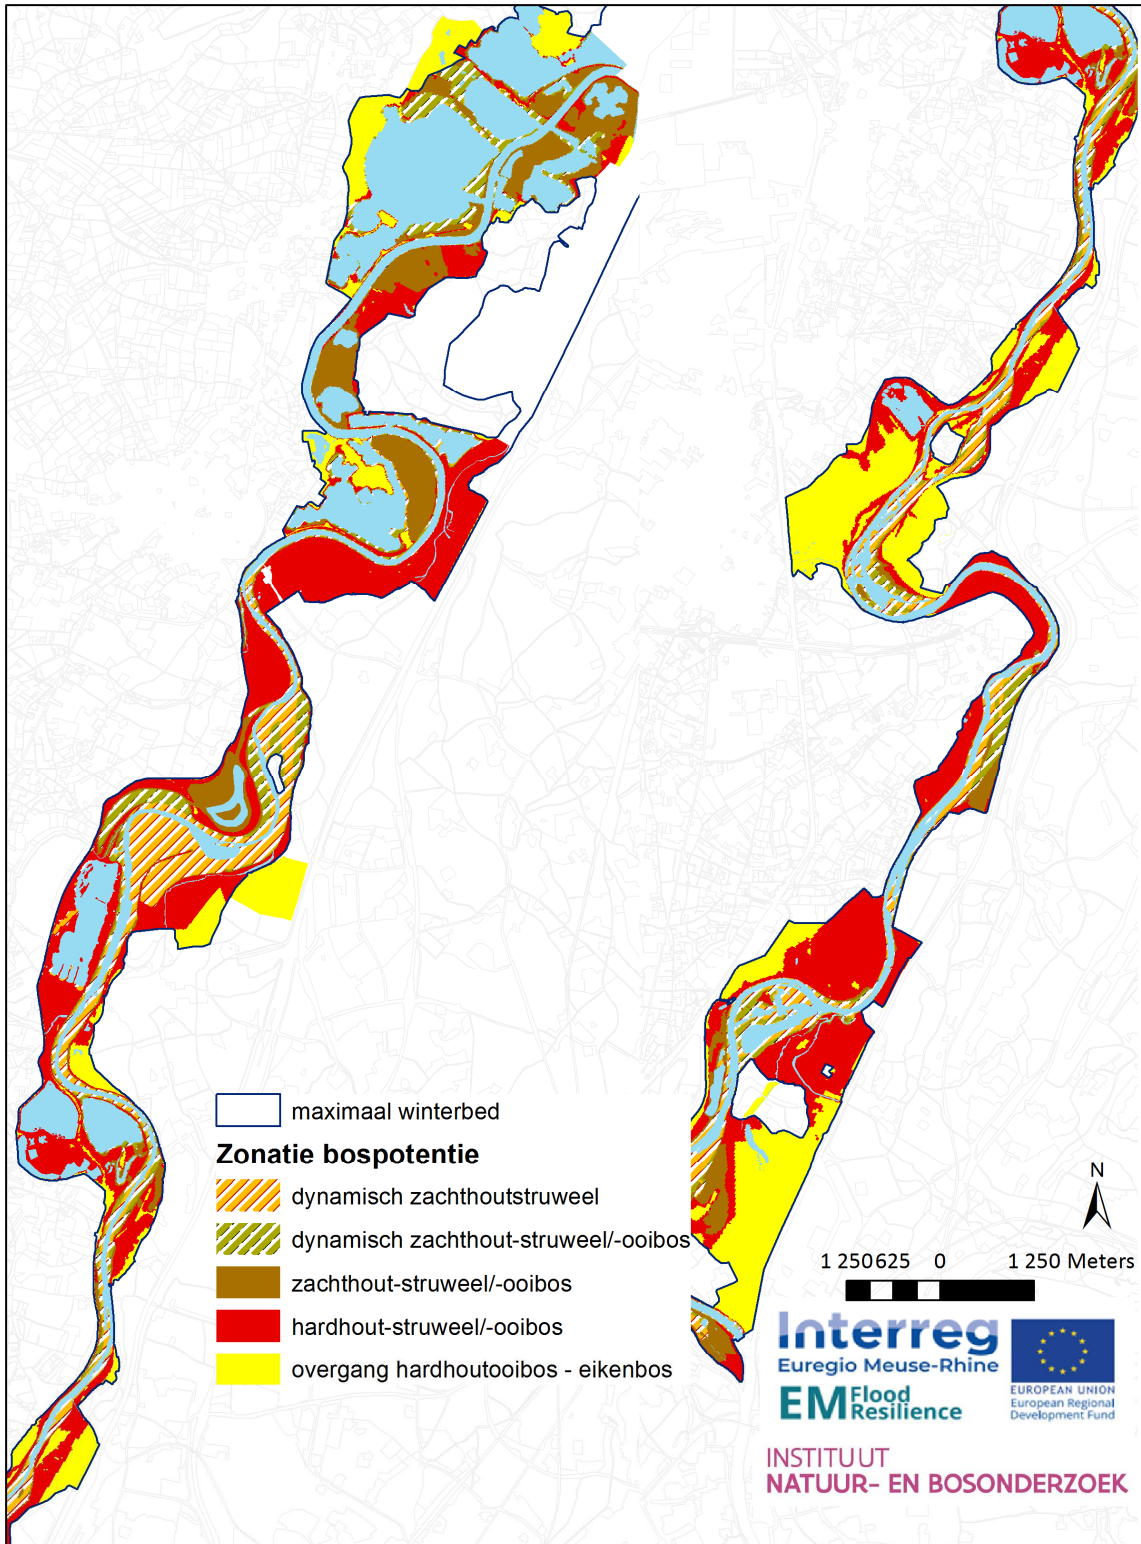 maximaal winterbed
Zonatie bospotentie
dynamisch zachthoutstruweel
dynamisch zachthout-struweel/-ooibos
zachthout-struweel/-ooibos
hardhout-struweel/-ooibos
overgang hardhoutooibos - eikenbos
N
1 250 625 0 1 250 Meters
Interreg
Euregio Meuse-Rhine
EM Flood
Resilience
EUROPEAN UNION
European Regional
Development Fund
INSTITUUT
NATUUR- EN BOSONDERZOEK